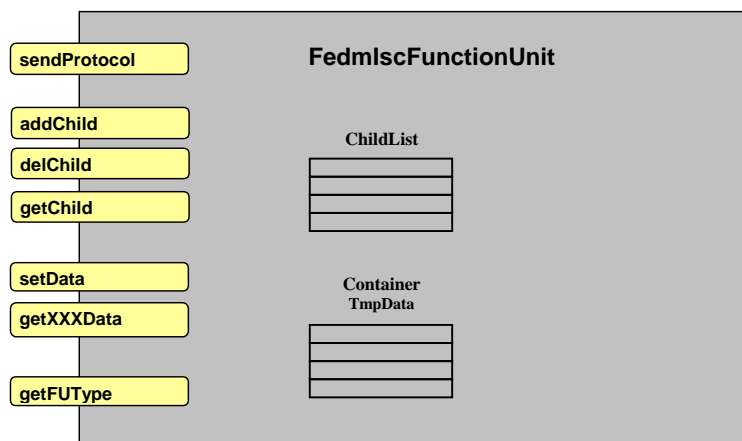 FedmIscFunctionUnit
sendProtocol
addChild
delChild
getChild
setData
getXXXData
getFUType
ChildList
Container
TmpData